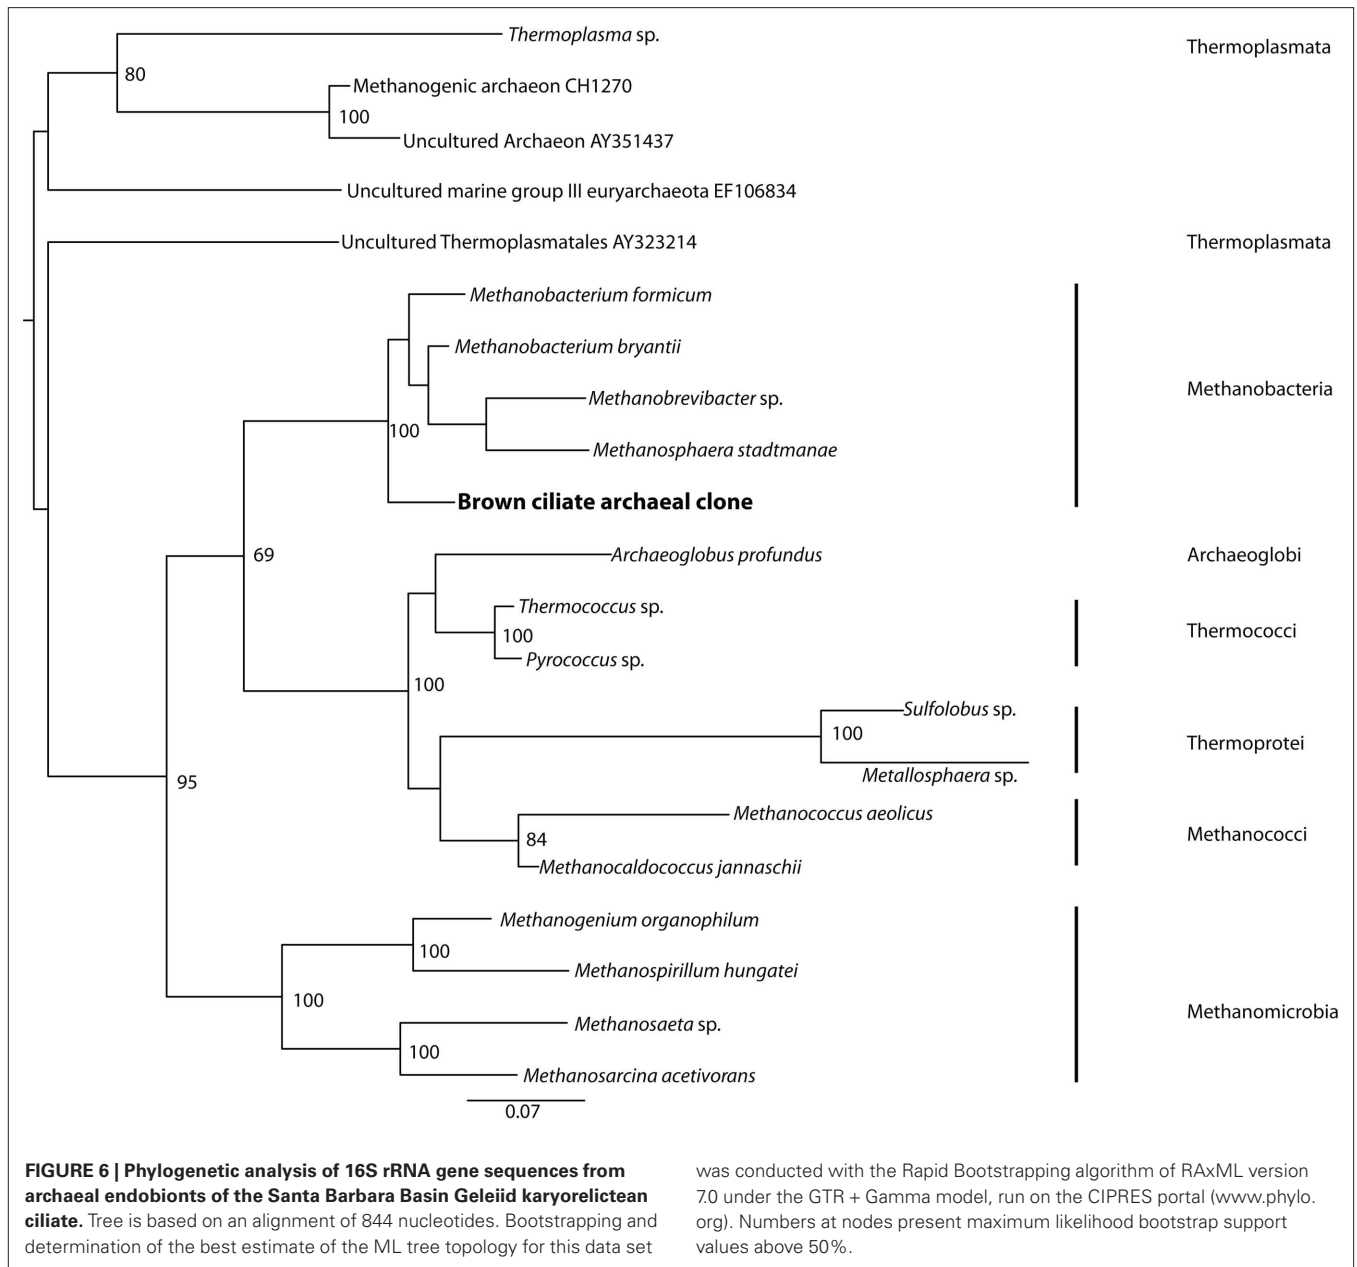 Thermoplasma sp.
Thermoplasmata
80
Methanogenic archaeon CH1270
100
Uncultured Archaeon AY351437
Uncultured marine group III euryarchaeota EF106834
Uncultured Thermoplasmatales AY323214
Thermoplasmata
Methanobacterium formicum
Methanobacterium bryantii
Methanobacteria
Methanobrevibacter sp.
100
Methanosphaera stadtmanae
Brown ciliate archaeal clone
69
Archaeoglobus profundus
Archaeoglobi
Thermococcus sp.
100
Thermococci
Pyrococcus sp.
100
Sulfolobus sp.
100
Thermoprotei
Metallosphaera sp.
95
Methanococcus aeolicus
84
Methanococci
Methanocaldococcus jannaschii
Methanogenium organophilum
100
Methanospirillum hungatei
100
Methanomicrobia
Methanosaeta sp.
100
Methanosarcina acetivorans
0.07
FIGURE 6 | Phylogenetic analysis of 16S rRNA gene sequences from
archaeal endobionts of the Santa Barbara Basin Geleiid karyorelictean
ciliate. Tree is based on an alignment of 844 nucleotides. Bootstrapping and
determination of the best estimate of the ML tree topology for this data set
was conducted with the Rapid Bootstrapping algorithm of RAxML version
7.0 under the GTR + Gamma model, run on the CIPRES portal (www.phylo.
org). Numbers at nodes present maximum likelihood bootstrap support
values above 50%.